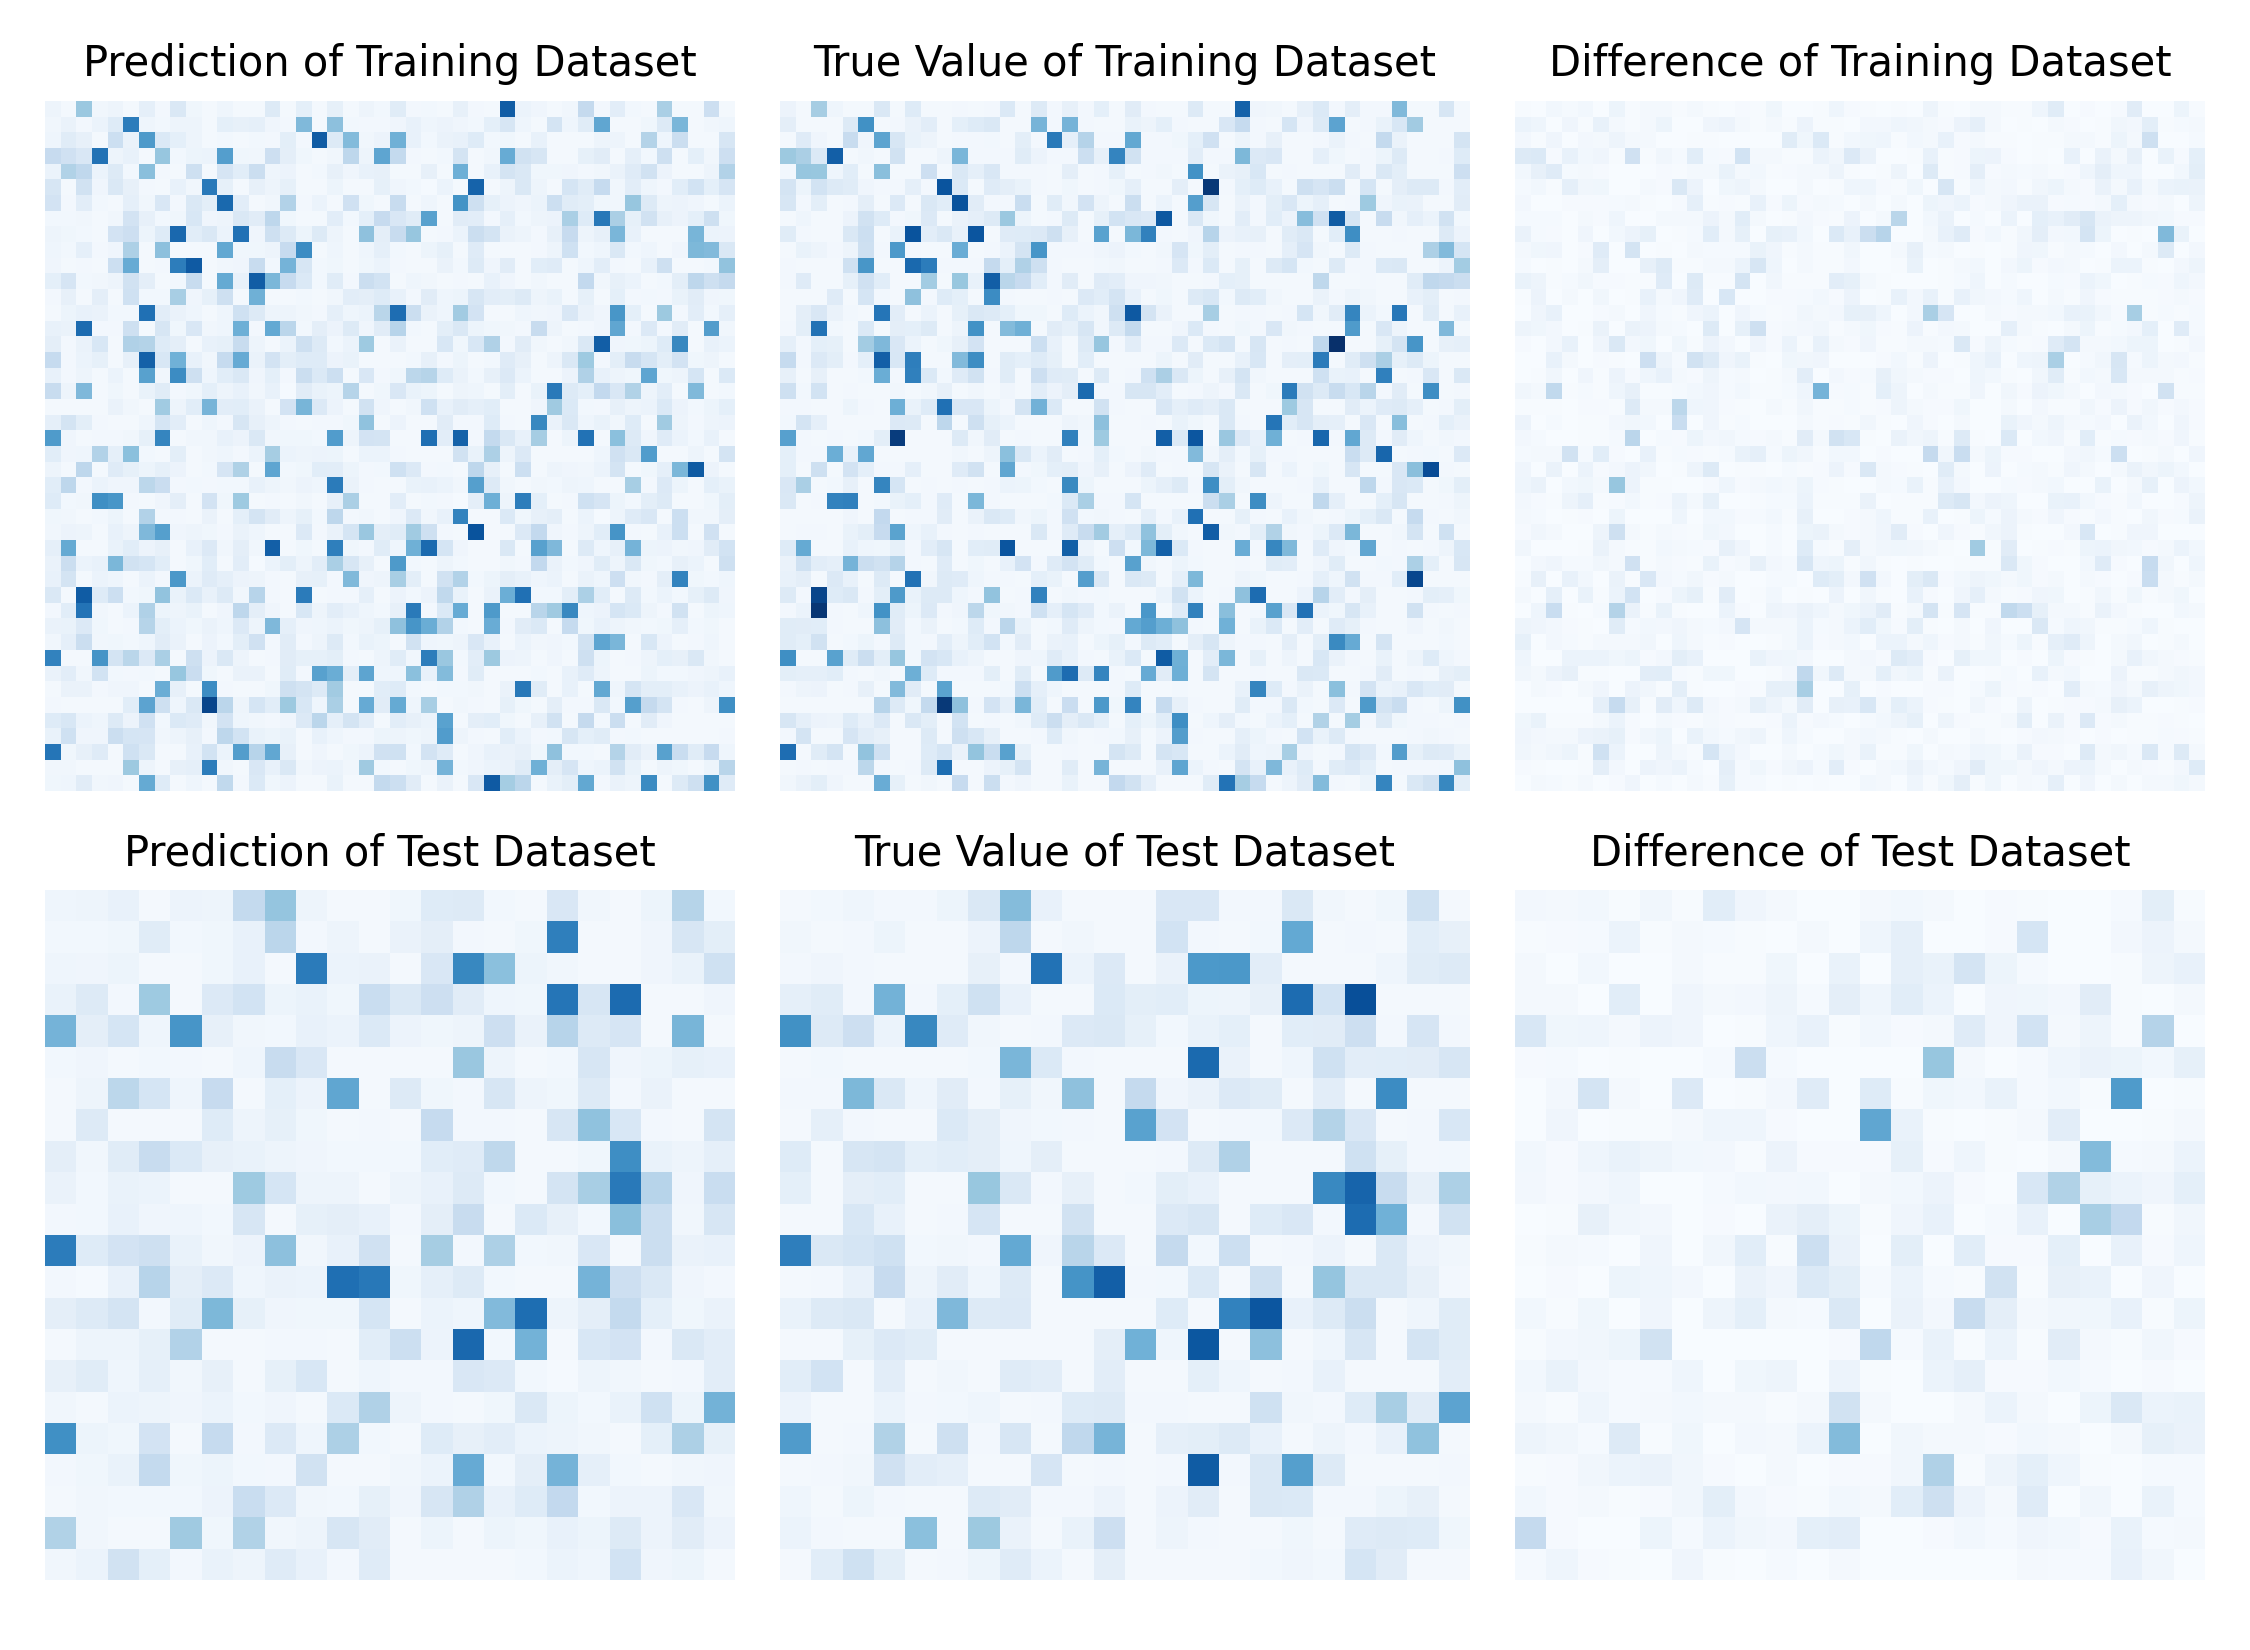 Prediction of Training Dataset
True Value of Training Dataset
Difference of Training Dataset
Prediction of Test Dataset
True Value of Test Dataset
Difference of Test Dataset